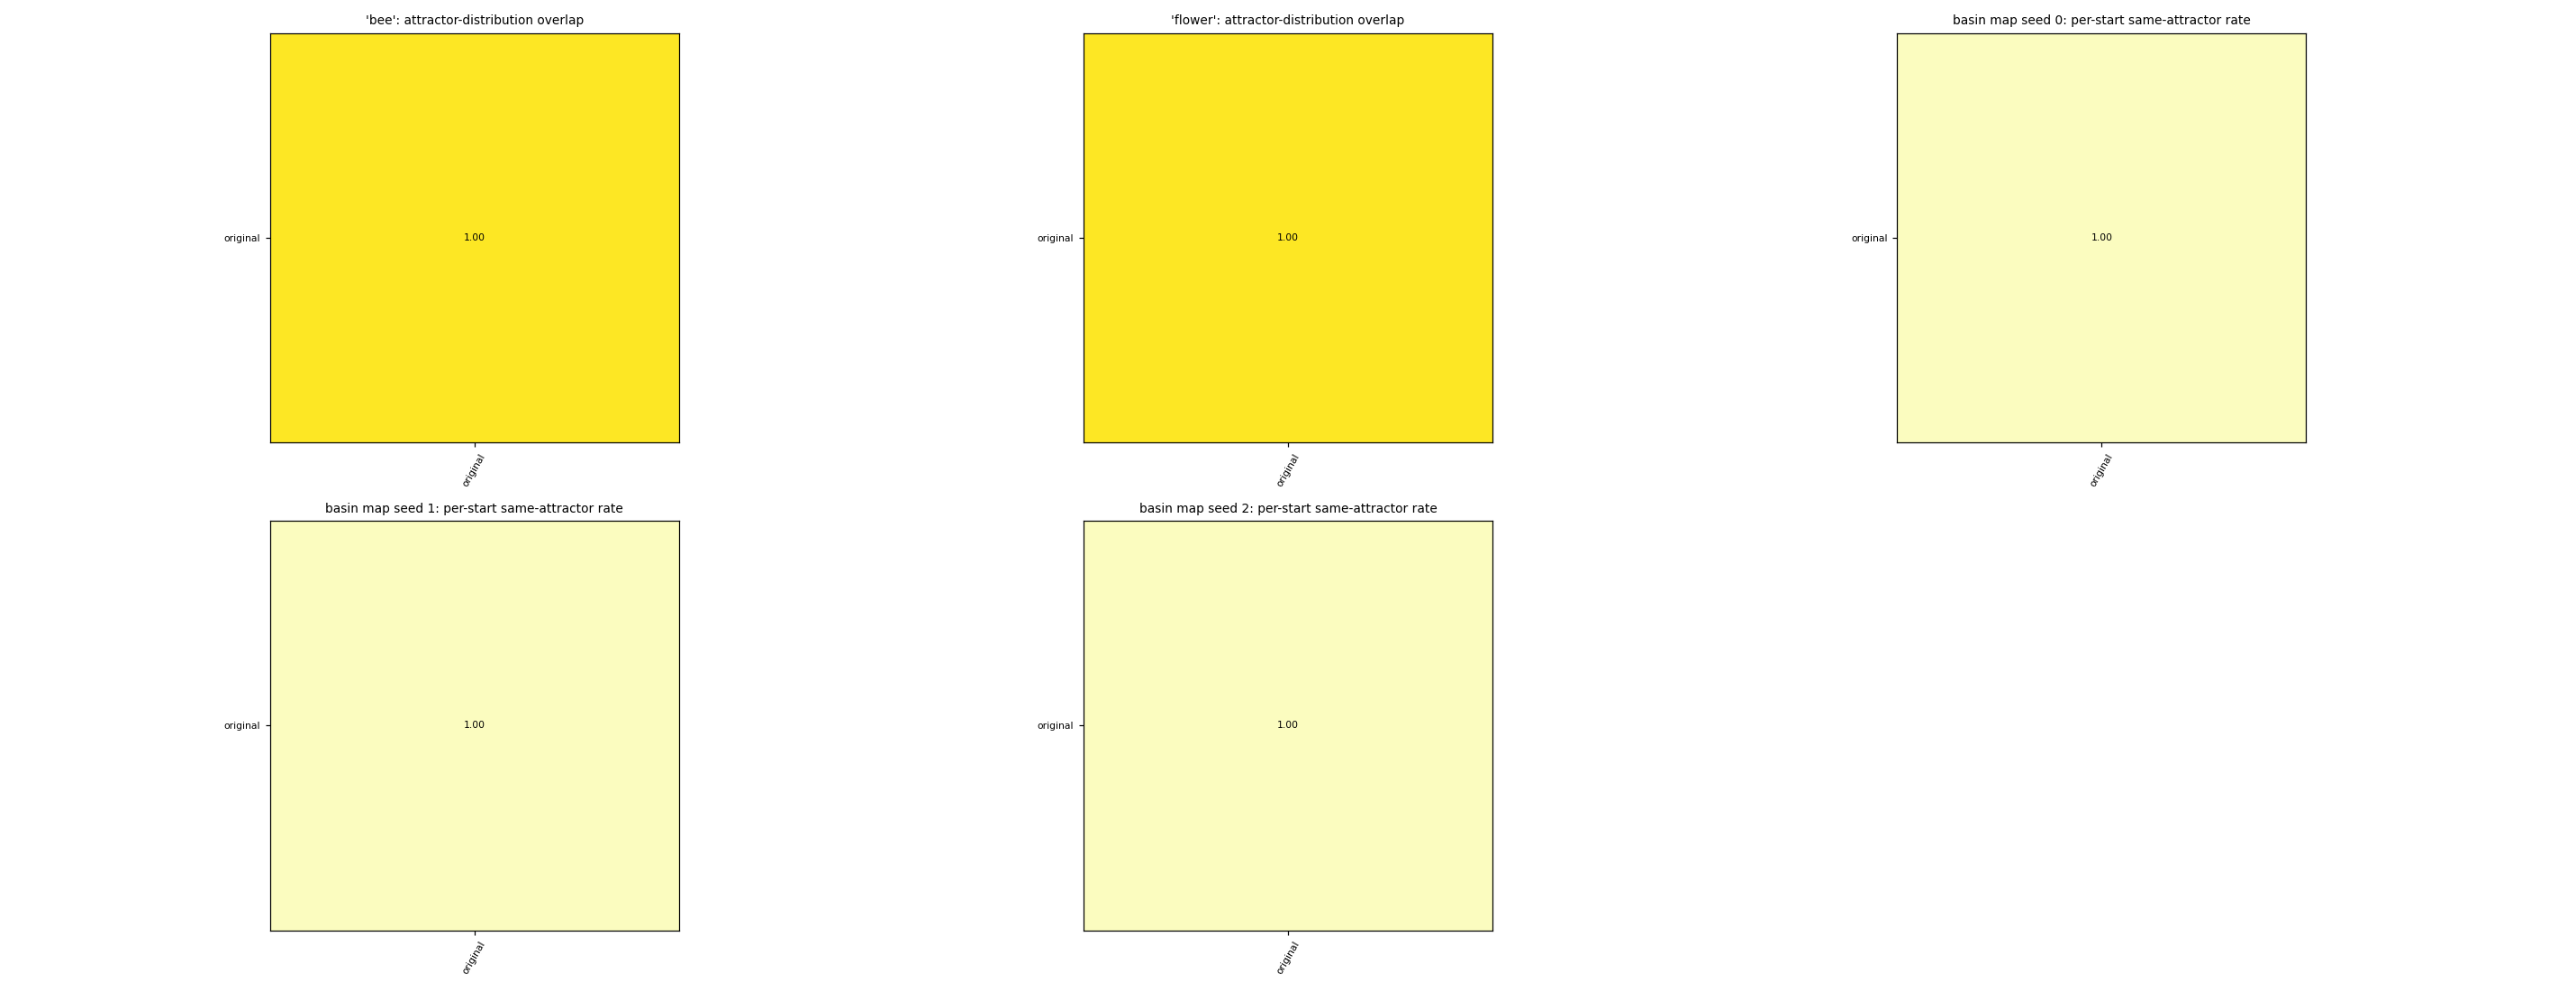 'bee': attractor-distribution overlap
original
1.00
original
'flower': attractor-distribution overlap
original
1.00
original
basin map seed 0: per-start same-attractor rate
original
1.00
original
basin map seed 1: per-start same-attractor rate
original
1.00
original
basin map seed 2: per-start same-attractor rate
original
1.00
original